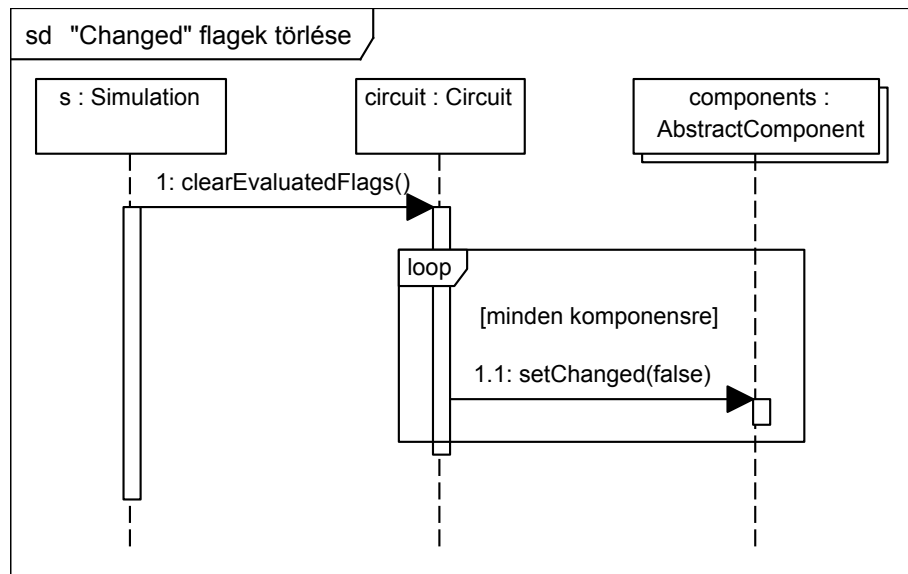 sd "Changed" flagek törlése
s : Simulation
circuit : Circuit
components :
AbstractComponent
1: clearEvaluatedFlags()
loop
[minden komponensre]
1.1: setChanged(false)